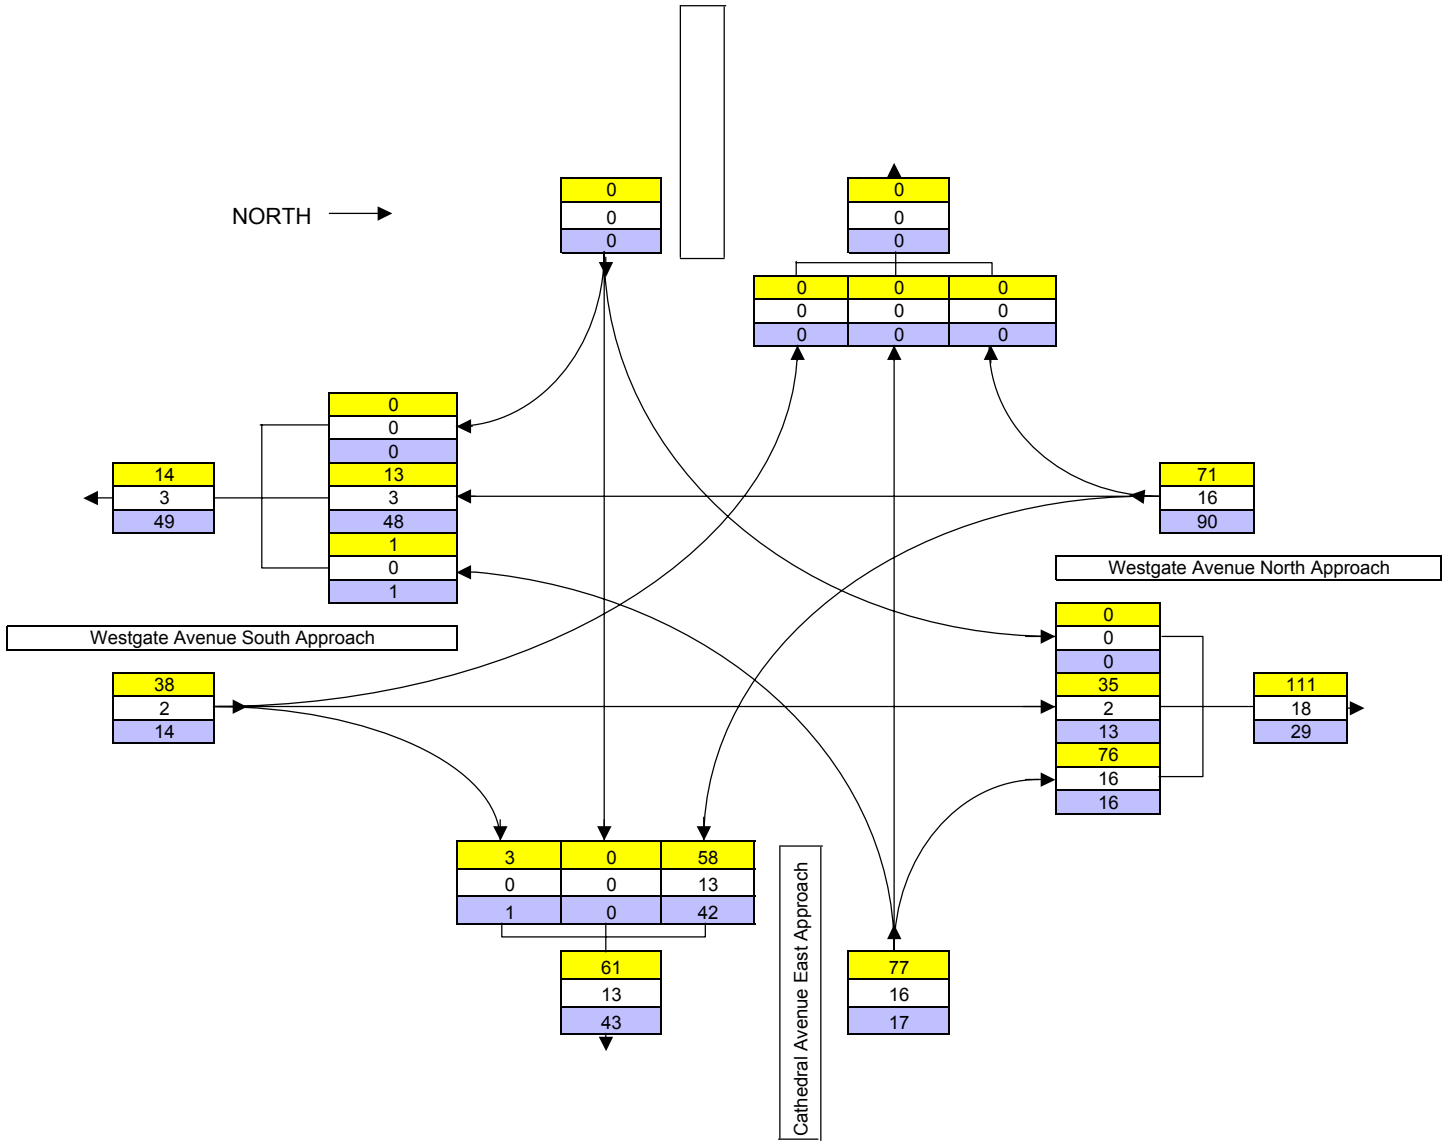 0 0
NORTH 0 0
0 0
0 0 0
0 0 0
0 0 0
0
0
0
14 13 71
3 3 16
49 48 90
1
0 Westgate Avenue North Approach
1
0
Westgate Avenue South Approach 0
0
38 35 111
2 2 18
14 13 29
76
16
16
3 0 58
0 0 13
1 0 42
Cathedral Avenue East Approach
61 77
13 16
43 17